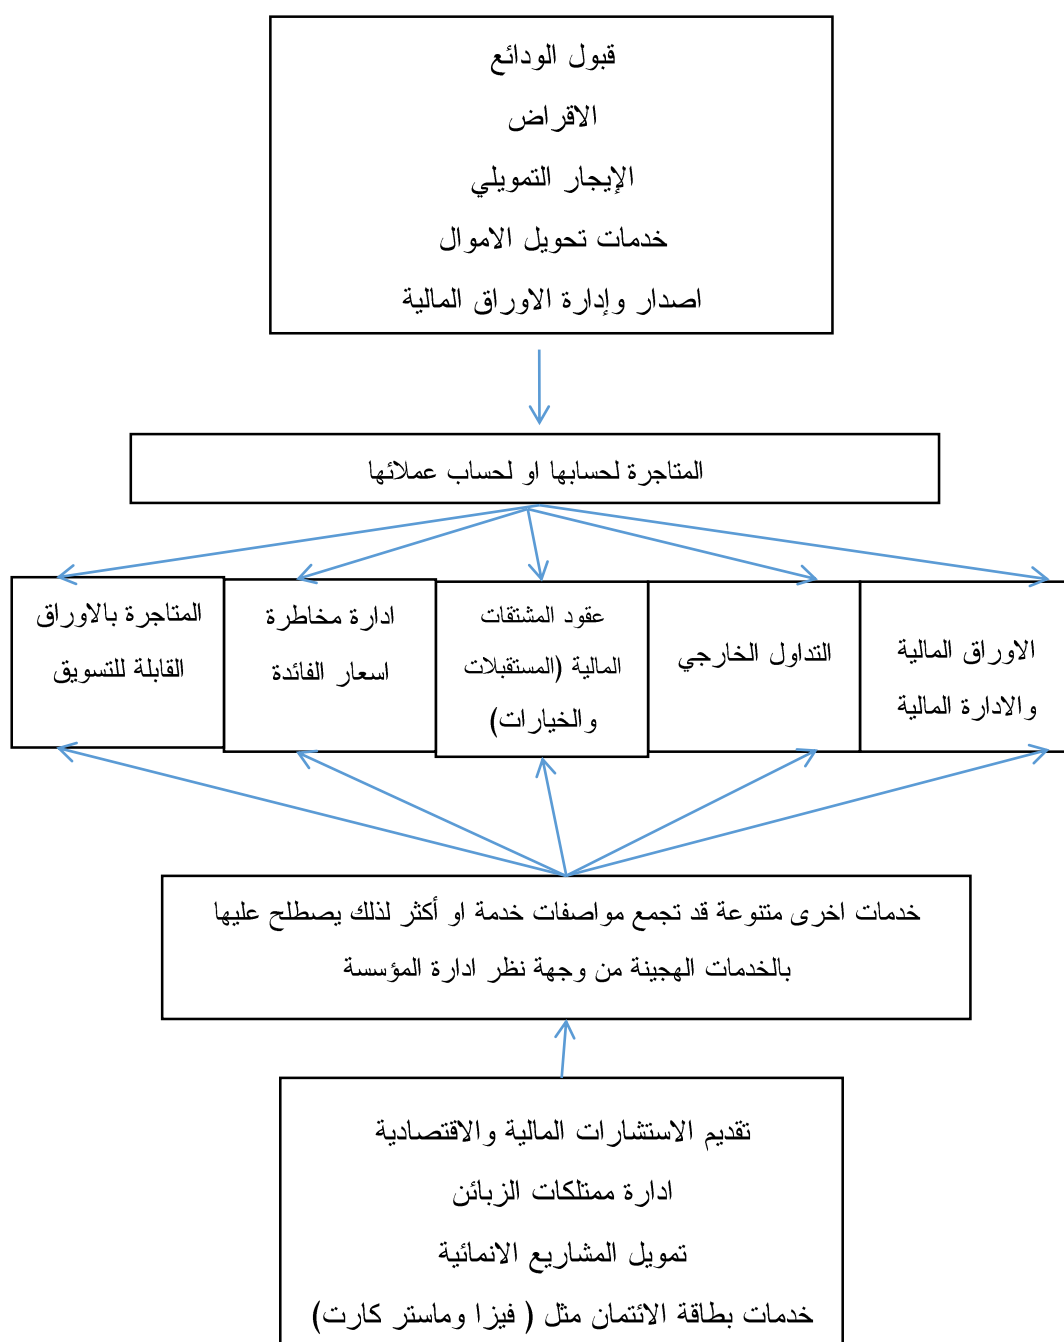 قبول الودائع
الاقراض
الإيجار التمويلي
خدمات تحويل الاموال
اصدار وإدارة الاوراق المالية
المتاجرة لحسابها او لحساب عملائها
الاوراق المالية
والادارة المالية
التداول الخارجي
عقود المشتقات
المالية (المستقبلات
والخيارات)
ادارة مخاطرة
اسعار الفائدة
المتاجرة بالاوراق
القابلة للتسويق
خدمات اخرى متنوعة قد تجمع مواصفات خدمة او أكثر لذلك يصطلح عليها
بالخدمات الهجينة من وجهة نظر ادارة المؤسسة
تقديم الاستشارات المالية والاقتصادية
ادارة ممتلكات الزبائن
تمويل المشاريع الانمائية
خدمات بطاقة الائتمان مثل ( فيزا وماستر كارت)